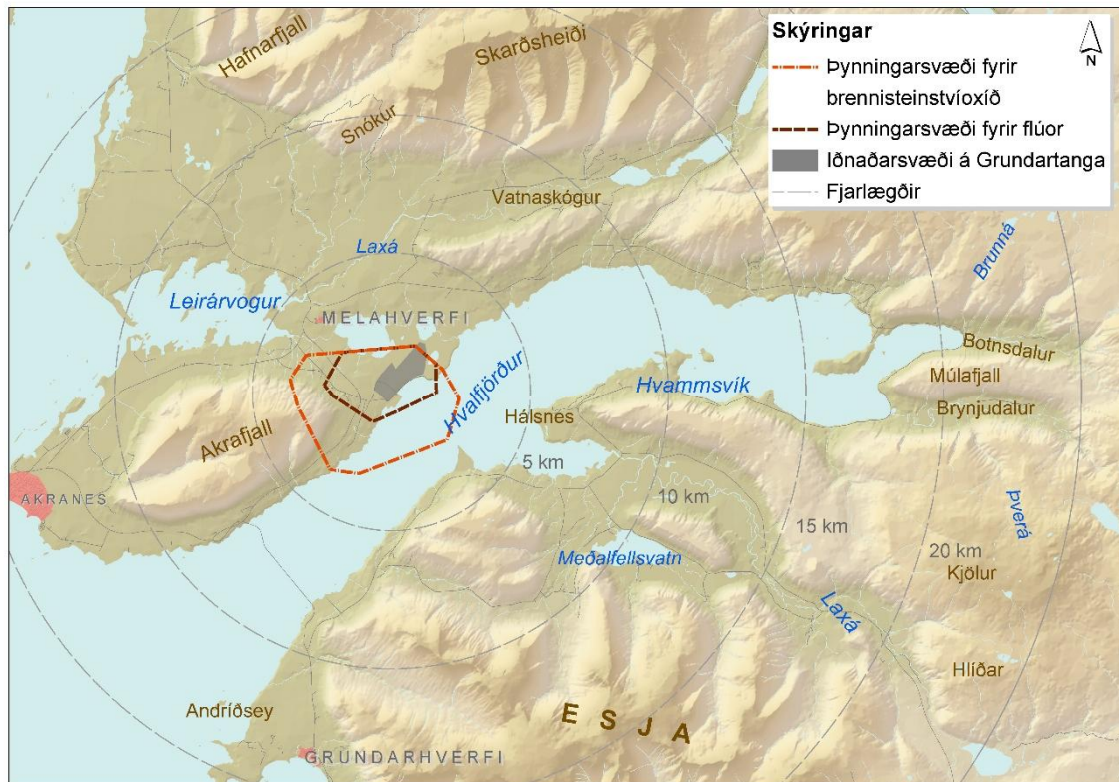 Skýringar
Þynningarsvæði fyrir
brennisteinstvíoxíð
Þynningarsvæði fyrir flúor
Iðnaðarsvæði á Grundartanga
Fjarlægðir
N
Hafnarfjall
Skarðsheiði
Snókur
Vatnaskógur
Laxá
Brunná
Leirárvogur
MELAHVERFI
Botnsdalur
Múlafjall
Hvalfjörður
Hvammsvík
Brynjudalur
Hálsnes
Akrafjall
5 km
AKRANES
10 km
Þverá
15 km
20 km
Meðalfellsvatn
Kjölur
Laxá
Hlíðar
Andríðsey
ESJA
GRUNDARHVERFI